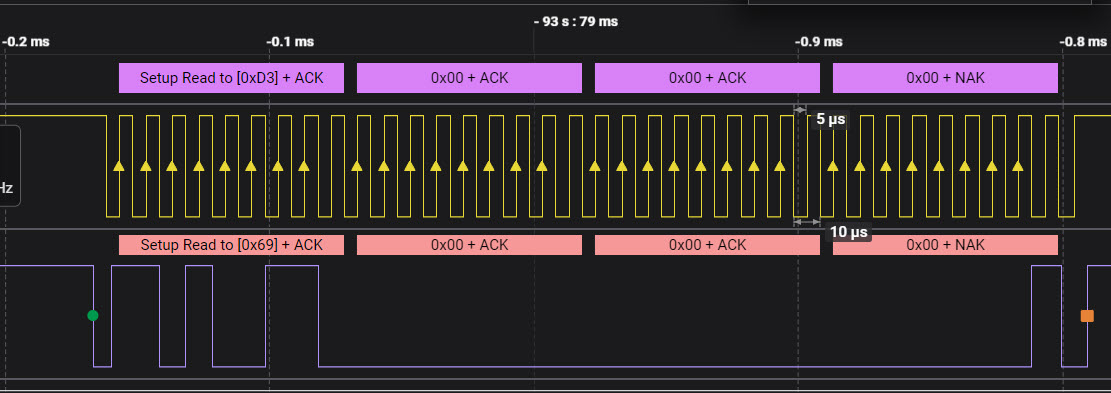 - 93 s : 79 ms
-0.2 ms
-0.1 ms
-0.9 ms
-0.8 ms
Setup Read to [0xD3] + ACK
0x00 + ACK
0x00 + ACK
0x00 + NAK
5 µs
Hz
10 µs
Setup Read to [0x69] + ACK
0x00 + ACK
0x00 + ACK
0x00 + NAK